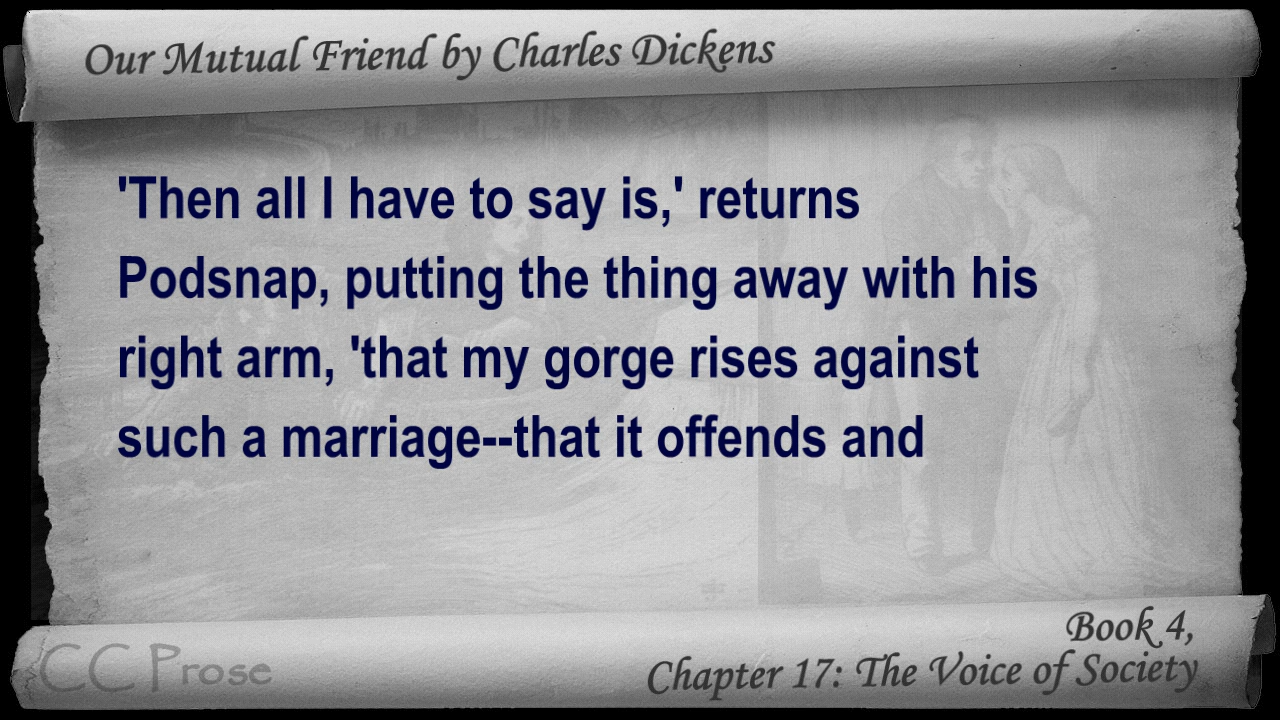 Our Mutual Friend by Charles Dickens
'Then all I have to say is,' returns
Podsnap, putting the thing away with his
right arm, 'that my gorge rises against
such a marriage--that it offends and
Book 4,
Chapter 17: The Voice of Society
CC Prose